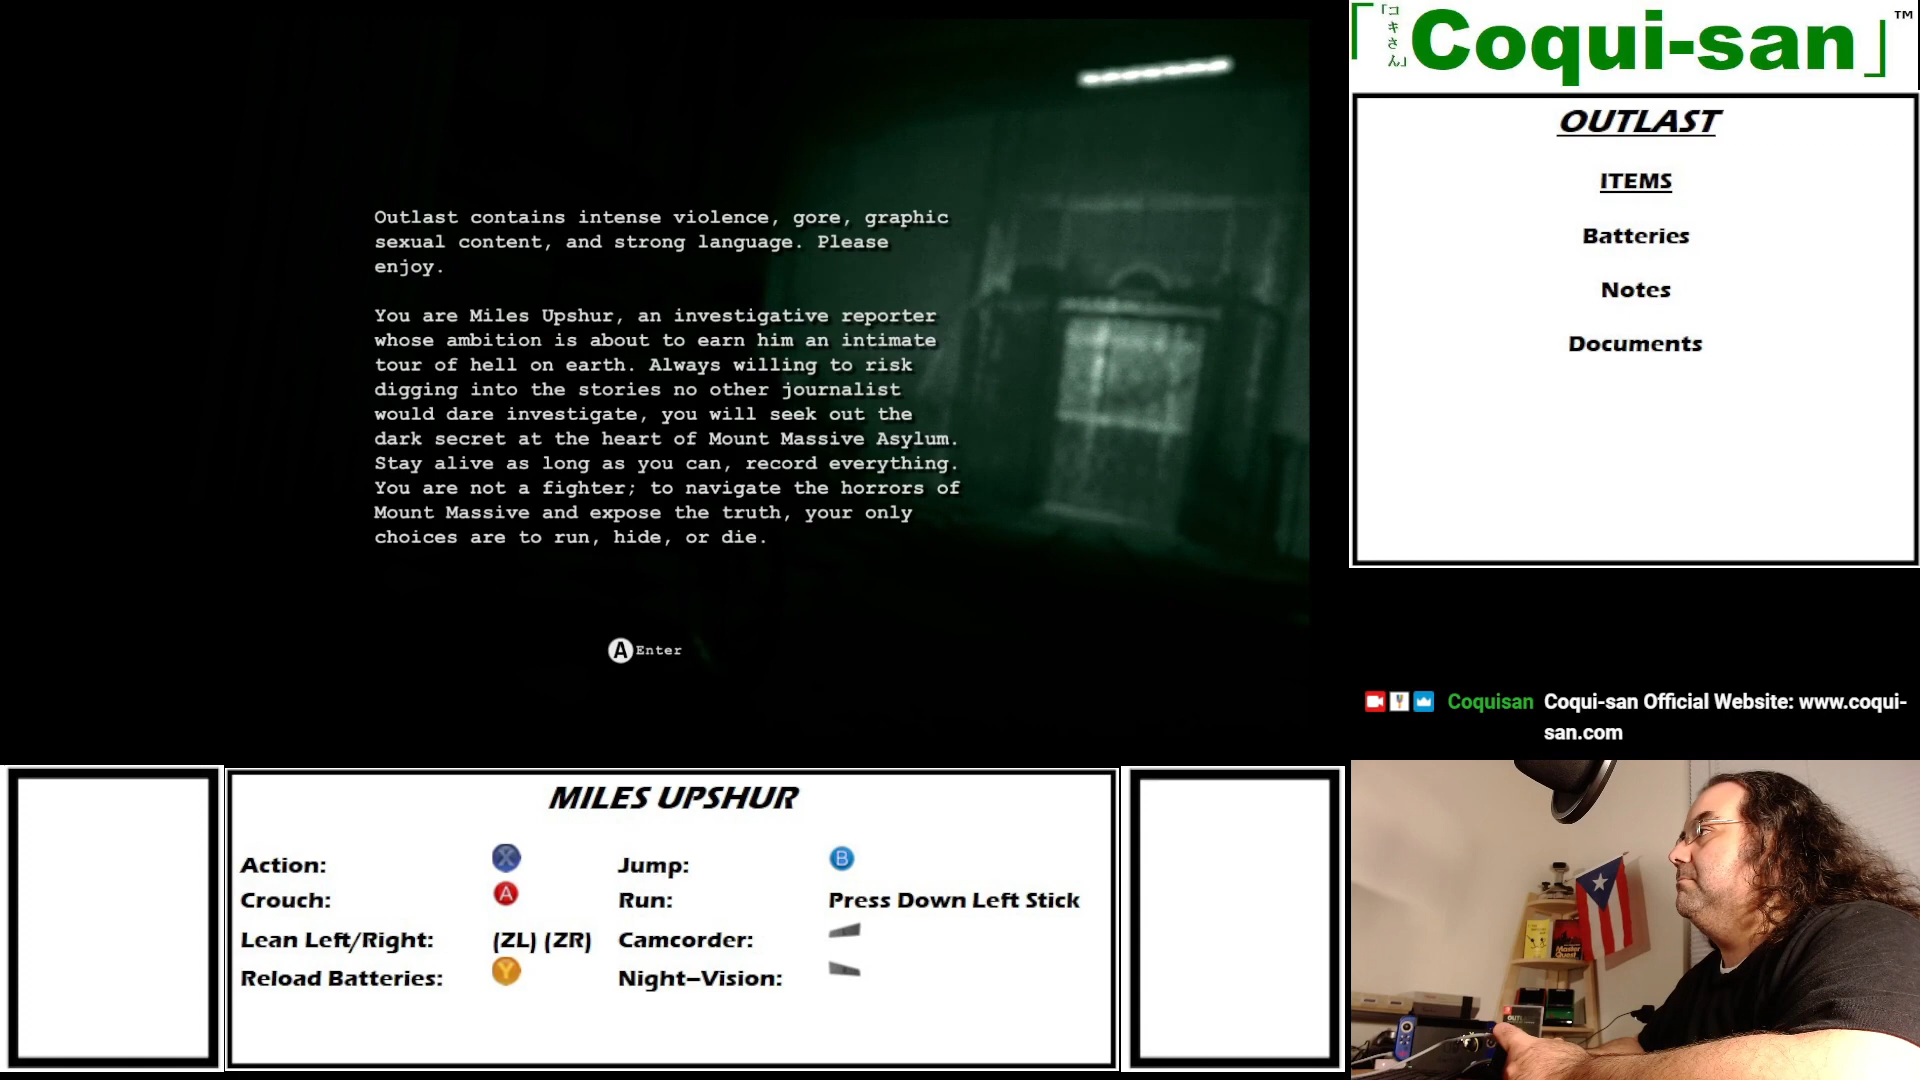 Outlast contains intense violence, gore, graphic
sexual content, and strong language. Please
enjoy.
You are Miles Upshur, an investigative reporter
whose ambition is about to earn him an intimate
tour of hell on earth. Always willing to risk
digging into the stories no other journalist
would dare investigate, you will seek out the
dark secret at the heart of Mount Massive Asylum.
Stay alive as long as you can, record everything.
You are not a fighter; to navigate the horrors of
Mount Massive and expose the truth, your only
choices are to run, hide, or die.
A Enter
「コキさん」
「Coqui-san」™
OUTLAST
ITEMS
Batteries
Notes
Documents
Coquisan Coqui-san Official Website: www.coqui-
san.com
MILES UPSHUR
Action: X Jump: B
Crouch: A Run: Press Down Left Stick
Lean Left/Right: (ZL) (ZR) Camcorder:
Reload Batteries: Y Night-Vision:
Master
Quest
OUTLAST